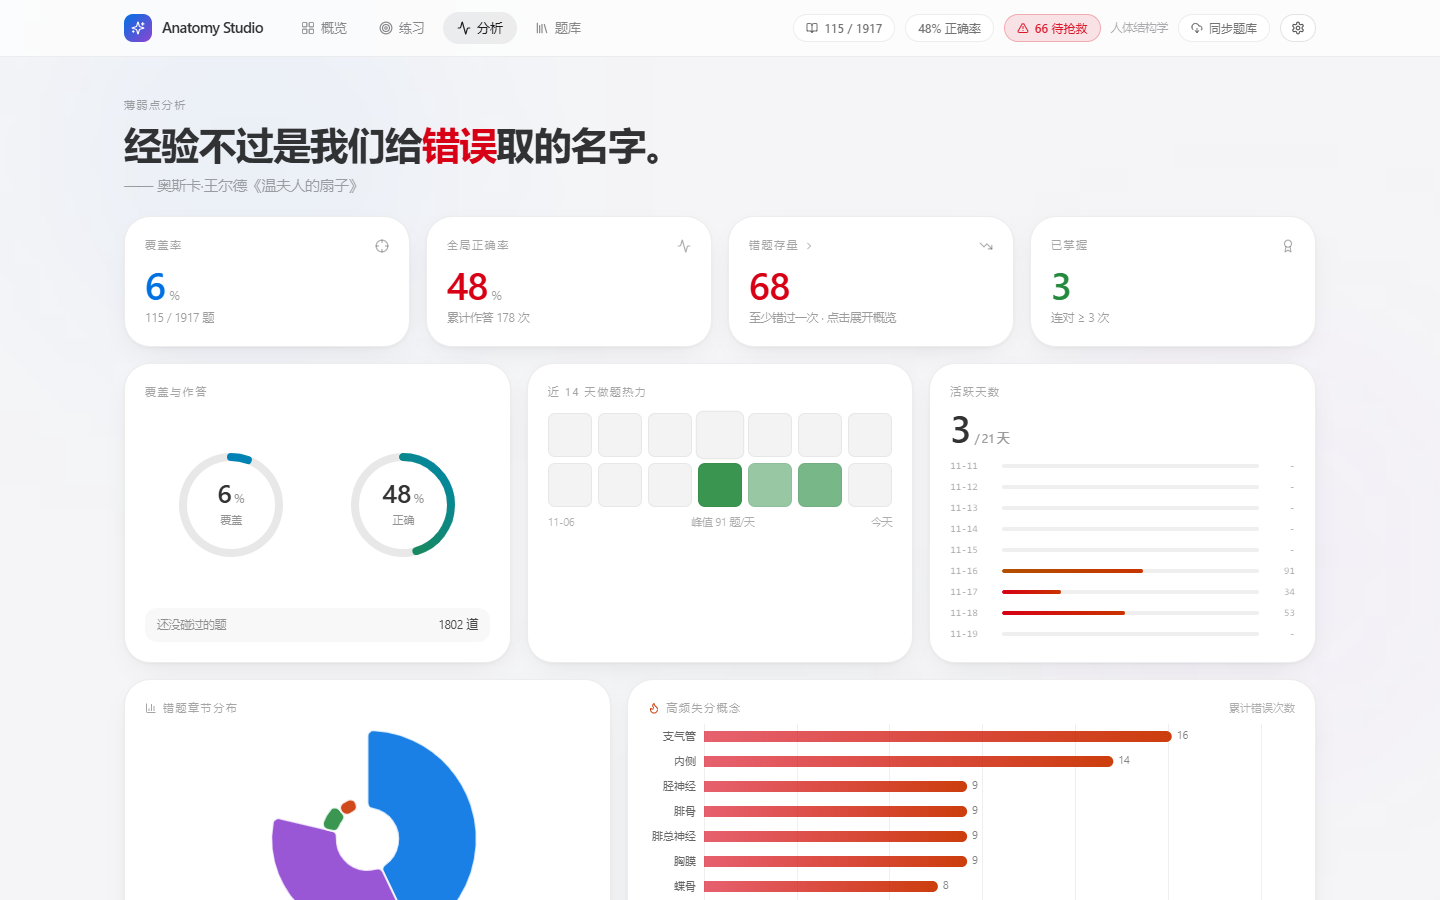 Anatomy Studio
概览
练习
分析
题库
115 / 1917
48% 正确率
66 待抢救
人体结构学
同步题库
薄弱点分析
经验不过是我们给错误取的名字。
—— 奥斯卡·王尔德《温夫人的扇子》
覆盖率
6 %
115 / 1917 题
全局正确率
48 %
累计作答 178 次
错题存量
68
至少错过一次 · 点击展开概览
已掌握
3
连对 ≥ 3 次
覆盖与作答
6 %
覆盖
48 %
正确
还没碰过的题
1802 道
近 14 天做题热力
11-06
峰值 91 题/天
今天
活跃天数
3 / 21 天
11-11 -
11-12 -
11-13 -
11-14 -
11-15 -
11-16 91
11-17 34
11-18 53
11-19 -
错题章节分布
高频失分概念
累计错误次数
支气管 16
内侧 14
胫神经 9
腓骨 9
腓总神经 9
胸膜 9
蝶骨 8